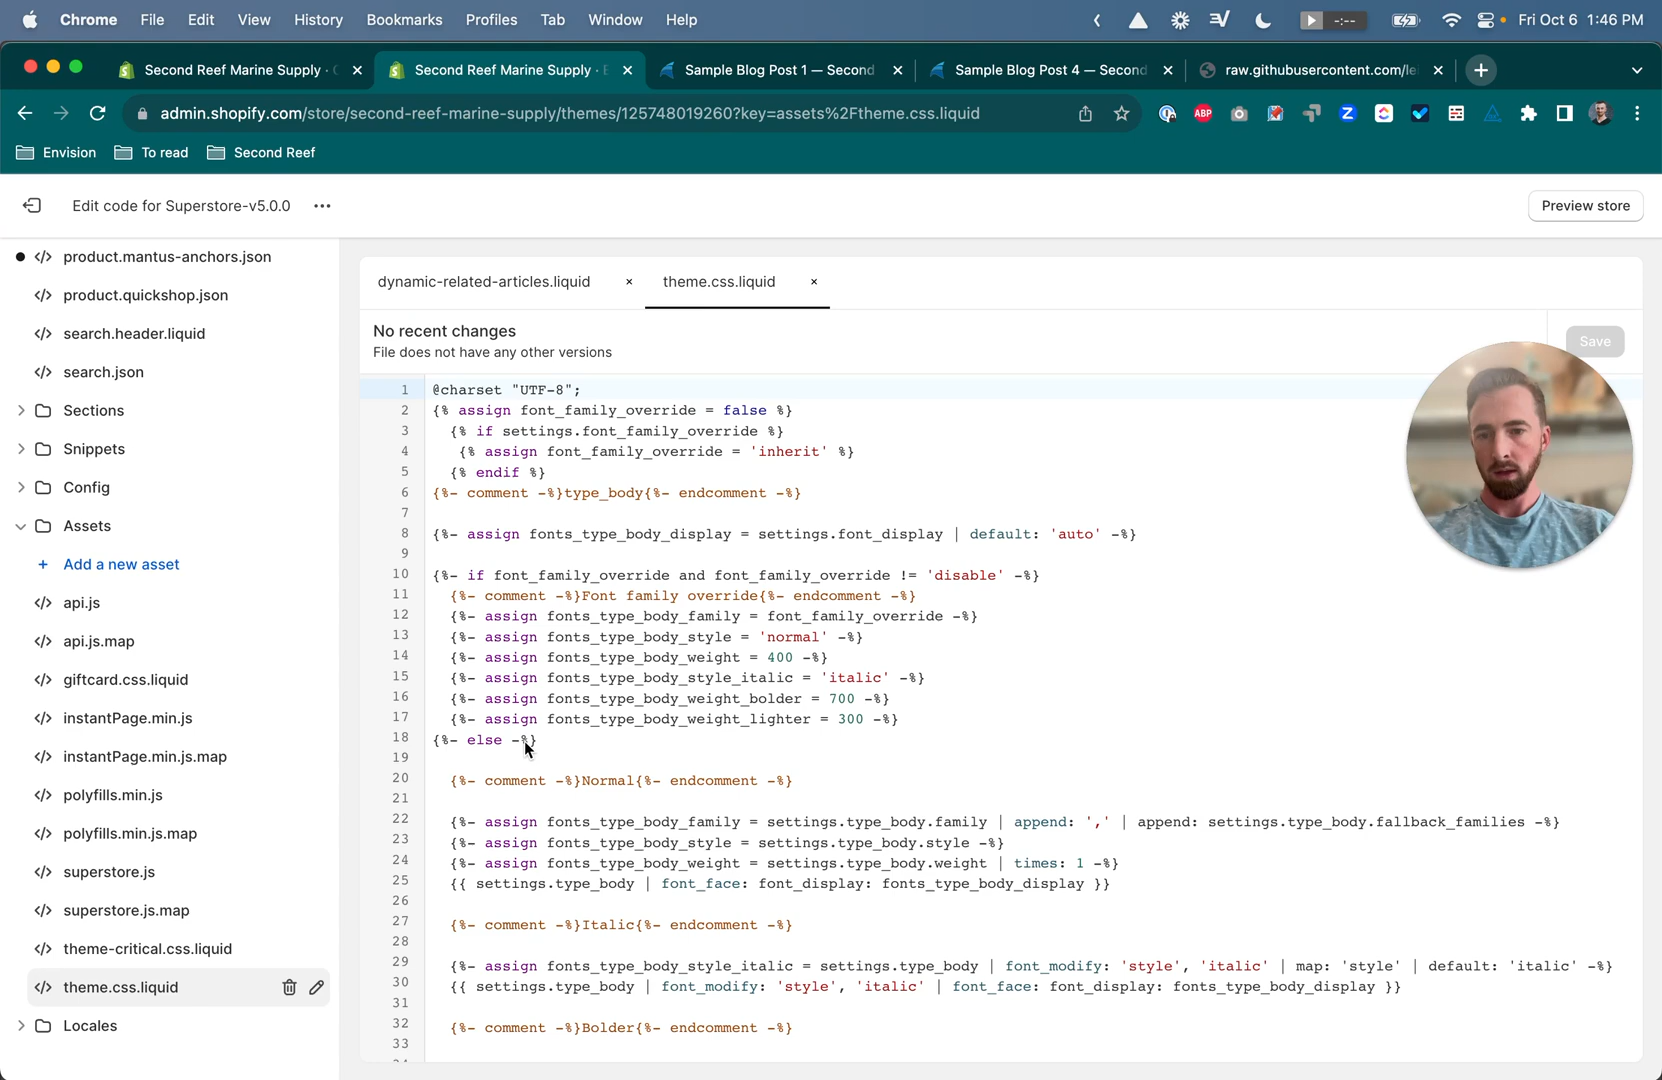 Chrome File Edit View History Bookmarks Profiles Tab Window Help
-:-- Fri Oct 6 1:46 PM
Second Reef Marine Supply · × Second Reef Marine Supply · × Sample Blog Post 1 — Second × Sample Blog Post 4 — Second × raw.githubusercontent.com/le × +
admin.shopify.com/store/second-reef-marine-supply/themes/125748019260?key=assets%2Ftheme.css.liquid
ABP Z
Envision To read Second Reef
Edit code for Superstore-v5.0.0 ••• Preview store
</> product.mantus-anchors.json
</> product.quickshop.json
</> search.header.liquid
</> search.json
Sections
Snippets
Config
Assets
+ Add a new asset
</> api.js
</> api.js.map
</> giftcard.css.liquid
</> instantPage.min.js
</> instantPage.min.js.map
</> polyfills.min.js
</> polyfills.min.js.map
</> superstore.js
</> superstore.js.map
</> theme-critical.css.liquid
</> theme.css.liquid
Locales
dynamic-related-articles.liquid × theme.css.liquid ×
No recent changes
File does not have any other versions
Save
1 @charset "UTF-8";
2 {% assign font_family_override = false %}
3 {% if settings.font_family_override %}
4 {% assign font_family_override = 'inherit' %}
5 {% endif %}
6 {%- comment -%}type_body{%- endcomment -%}
7
8 {%- assign fonts_type_body_display = settings.font_display | default: 'auto' -%}
9
10 {%- if font_family_override and font_family_override != 'disable' -%}
11 {%- comment -%}Font family override{%- endcomment -%}
12 {%- assign fonts_type_body_family = font_family_override -%}
13 {%- assign fonts_type_body_style = 'normal' -%}
14 {%- assign fonts_type_body_weight = 400 -%}
15 {%- assign fonts_type_body_style_italic = 'italic' -%}
16 {%- assign fonts_type_body_weight_bolder = 700 -%}
17 {%- assign fonts_type_body_weight_lighter = 300 -%}
18 {%- else -%}
19
20 {%- comment -%}Normal{%- endcomment -%}
21
22 {%- assign fonts_type_body_family = settings.type_body.family | append: ',' | append: settings.type_body.fallback_families -%}
23 {%- assign fonts_type_body_style = settings.type_body.style -%}
24 {%- assign fonts_type_body_weight = settings.type_body.weight | times: 1 -%}
25 {{ settings.type_body | font_face: font_display: fonts_type_body_display }}
26
27 {%- comment -%}Italic{%- endcomment -%}
28
29 {%- assign fonts_type_body_style_italic = settings.type_body | font_modify: 'style', 'italic' | map: 'style' | default: 'italic' -%}
30 {{ settings.type_body | font_modify: 'style', 'italic' | font_face: font_display: fonts_type_body_display }}
31
32 {%- comment -%}Bolder{%- endcomment -%}
33